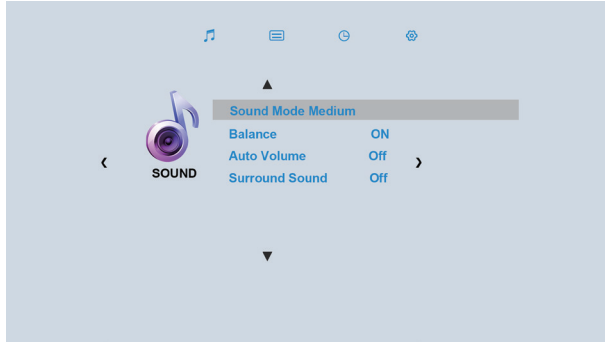 Sound Mode Medium
Balance ON
Auto Volume Off
SOUND
Surround Sound Off